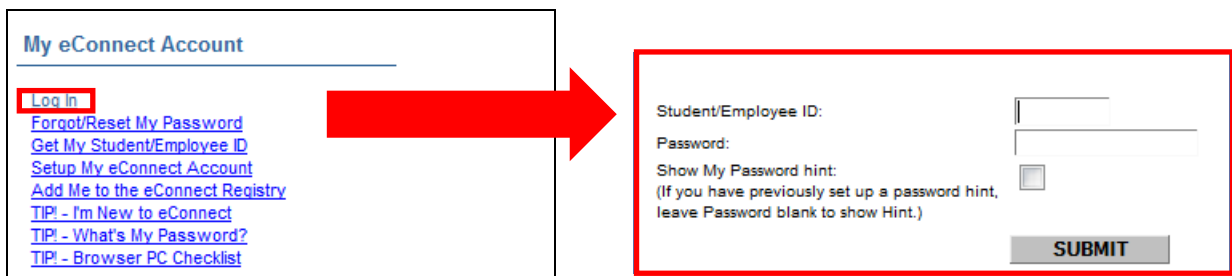 My eConnect Account
Log In
Forgot/Reset My Password
Get My Student/Employee ID
Setup My eConnect Account
Add Me to the eConnect Registry
TIP! - I'm New to eConnect
TIP! - What's My Password?
TIP! - Browser PC Checklist
Student/Employee ID:
Password:
Show My Password hint:
(If you have previously set up a password hint,
leave Password blank to show Hint.)
SUBMIT